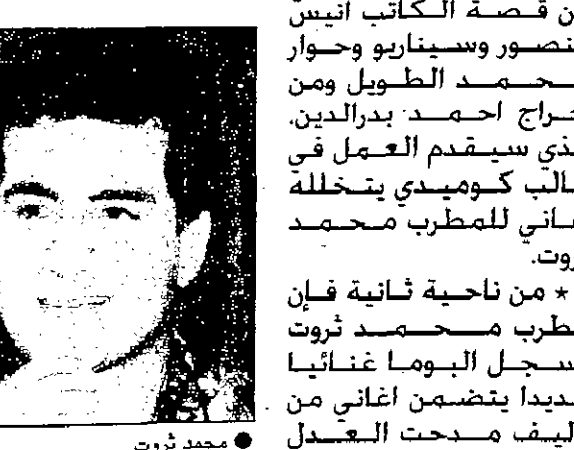 ن قصة الكاتب انيس
نصور وسيناريو وحوار
حمد الطويل ومن
خراج احمد بدرالدين.
ذي سيقدم العمل في
الب كوميدي يتخلله
اني للمطرب محمد
روت.
* من ناحية ثانية فإن
طرب محمد ثروت
سجل البوما غنائيا
ديدا يتضمن اغاني من
ليف مدحت العدل
● محمد ثروت